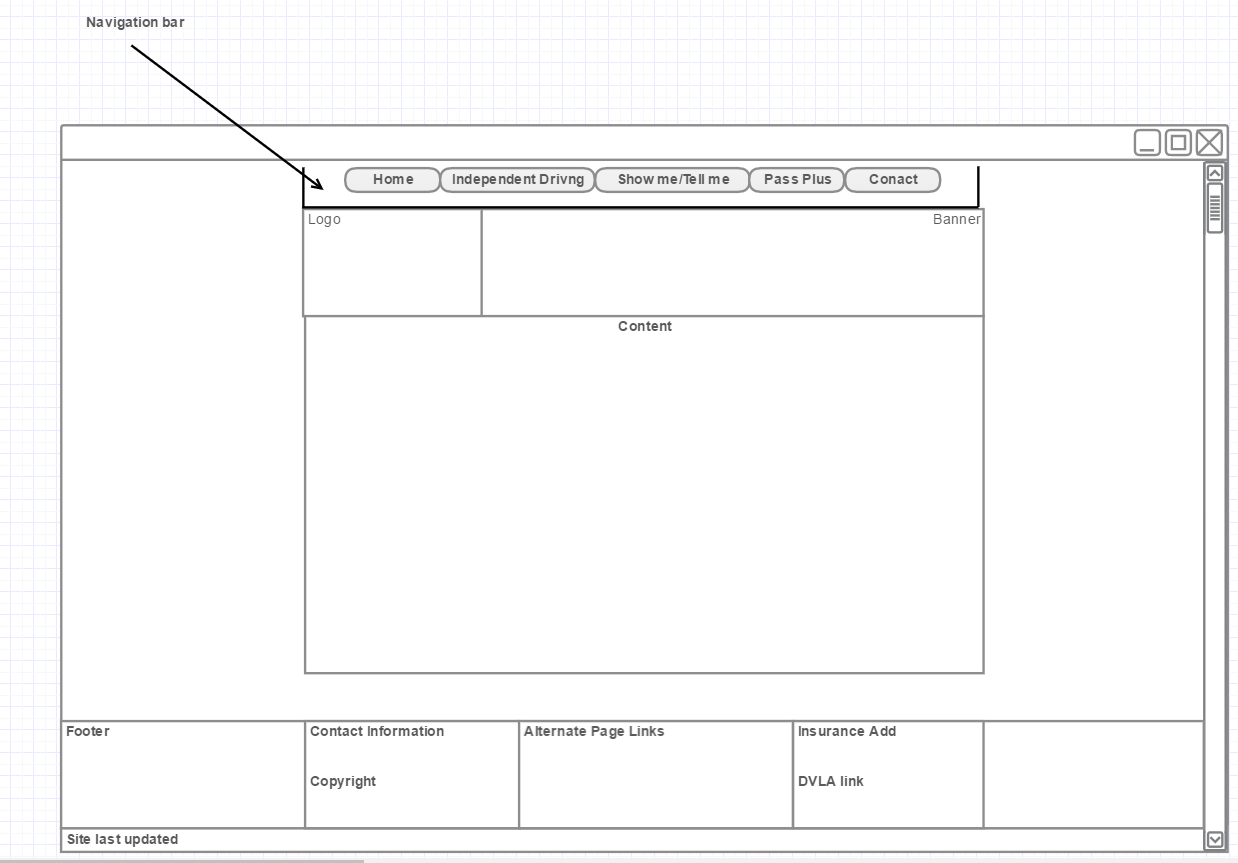 Navigation bar
Home Independent Drivng Show me/Tell me Pass Plus Conact
Logo Banner
Content
Footer Contact Information Alternate Page Links Insurance Add
Copyright DVLA link
Site last updated